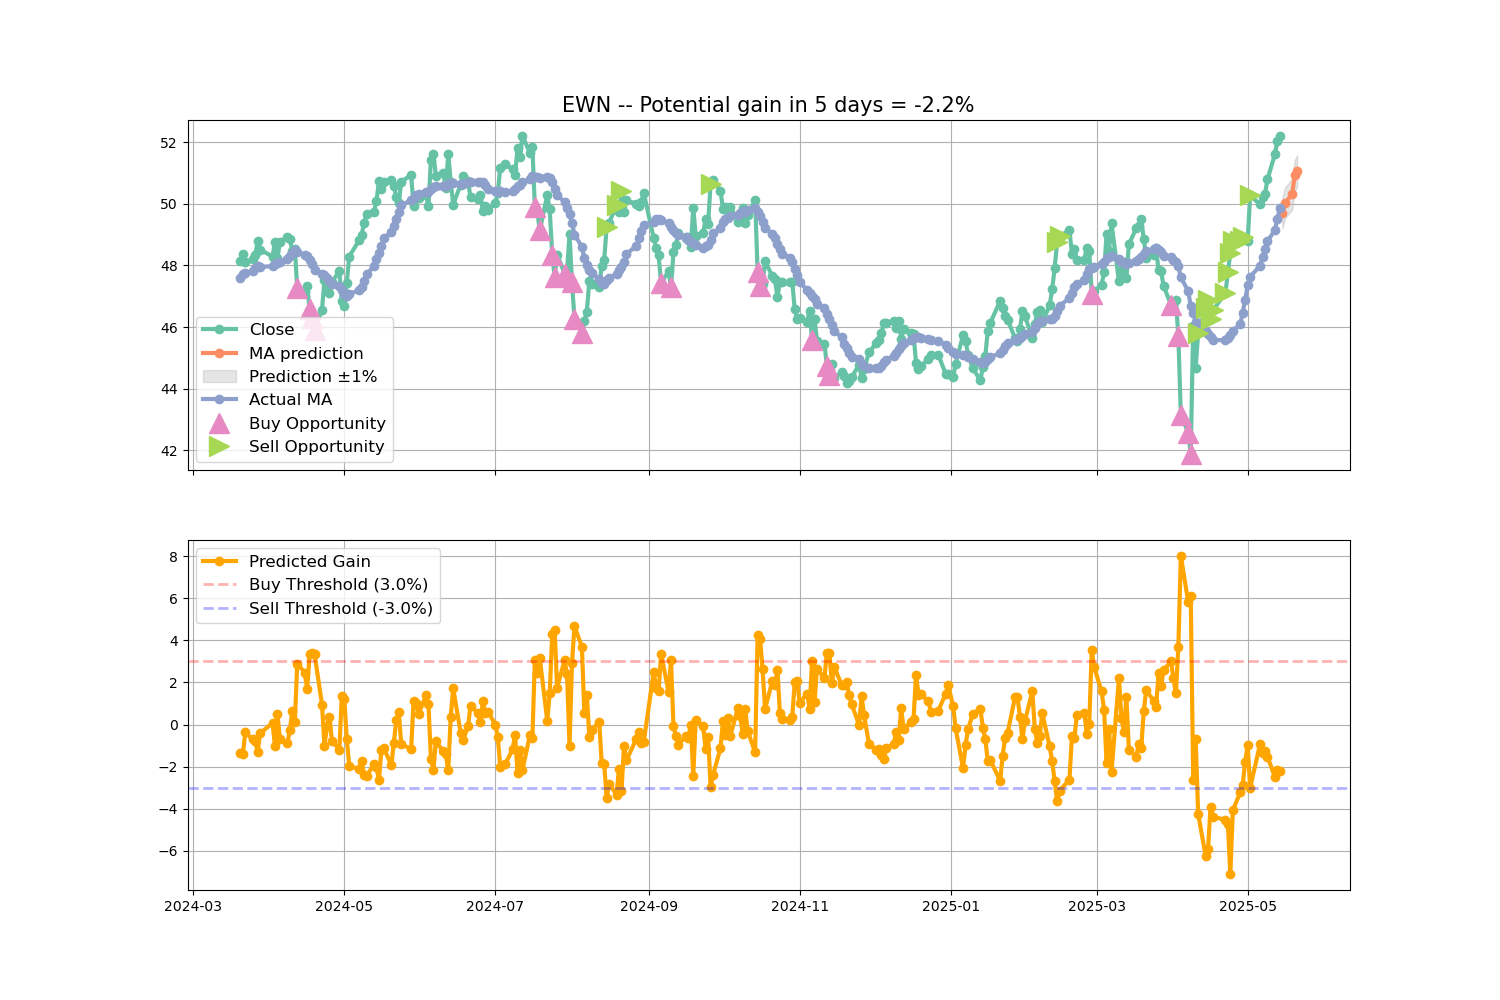 EWN -- Potential gain in 5 days = -2.2%
52
50
48
46
44
42
Close
MA prediction
Prediction ±1%
Actual MA
Buy Opportunity
Sell Opportunity
8
6
4
2
0
−2
−4
−6
Predicted Gain
Buy Threshold (3.0%)
Sell Threshold (-3.0%)
2024-03
2024-05
2024-07
2024-09
2024-11
2025-01
2025-03
2025-05